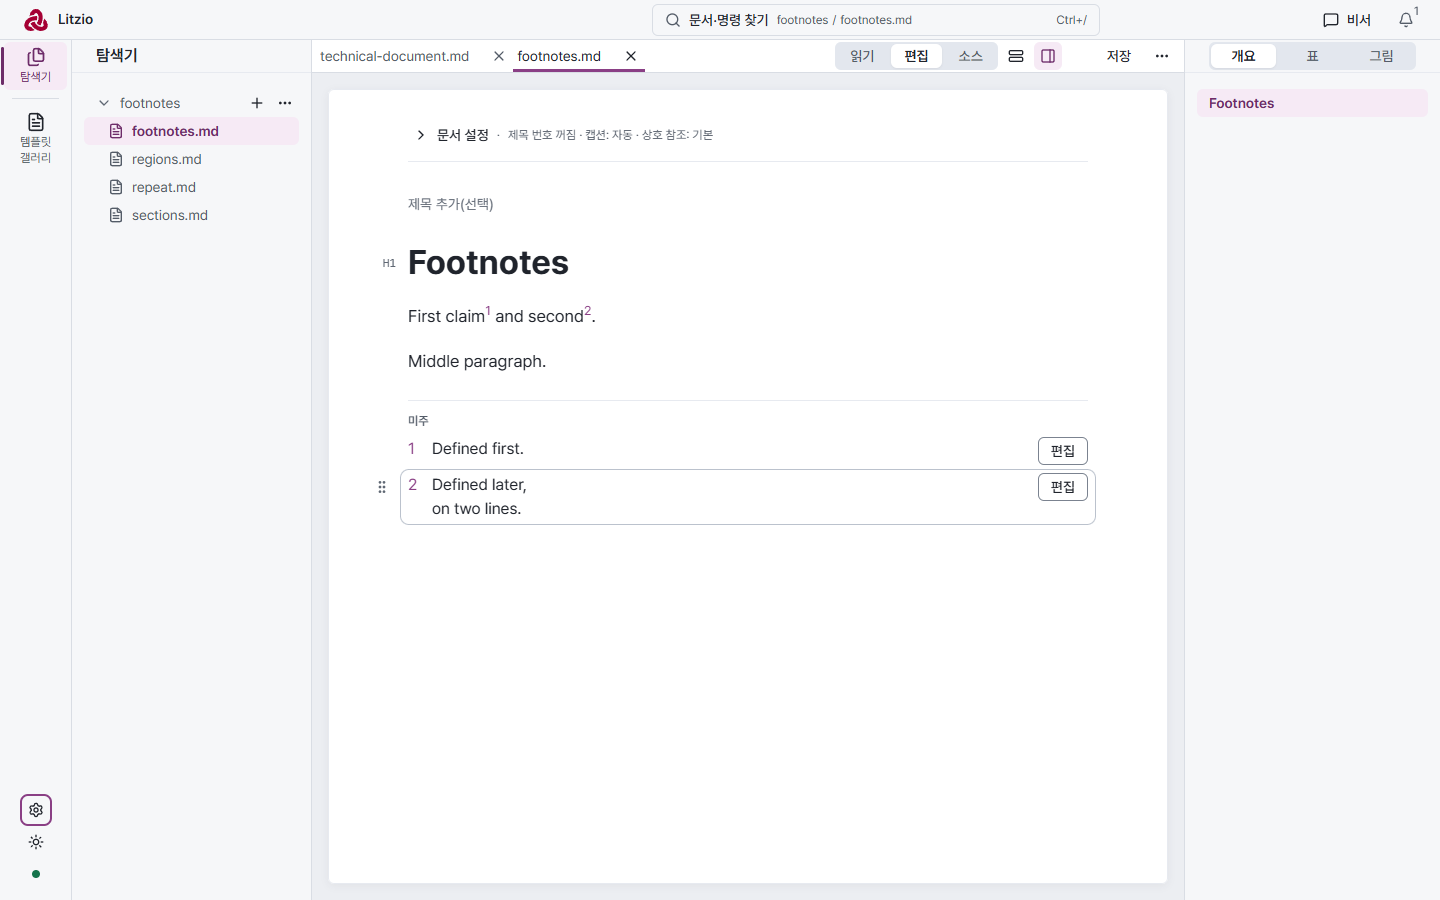 Litzio
문서·명령 찾기 footnotes / footnotes.md Ctrl+/
비서
1
탐색기
템플릿
갤러리
탐색기
footnotes
footnotes.md
regions.md
repeat.md
sections.md
technical-document.md
footnotes.md
읽기 편집 소스
저장
문서 설정 · 제목 번호 꺼짐 · 캡션: 자동 · 상호 참조: 기본
제목 추가(선택)
H1 Footnotes
First claim1 and second2.
Middle paragraph.
미주
1 Defined first. 편집
2 Defined later, 편집
on two lines.
개요 표 그림
Footnotes